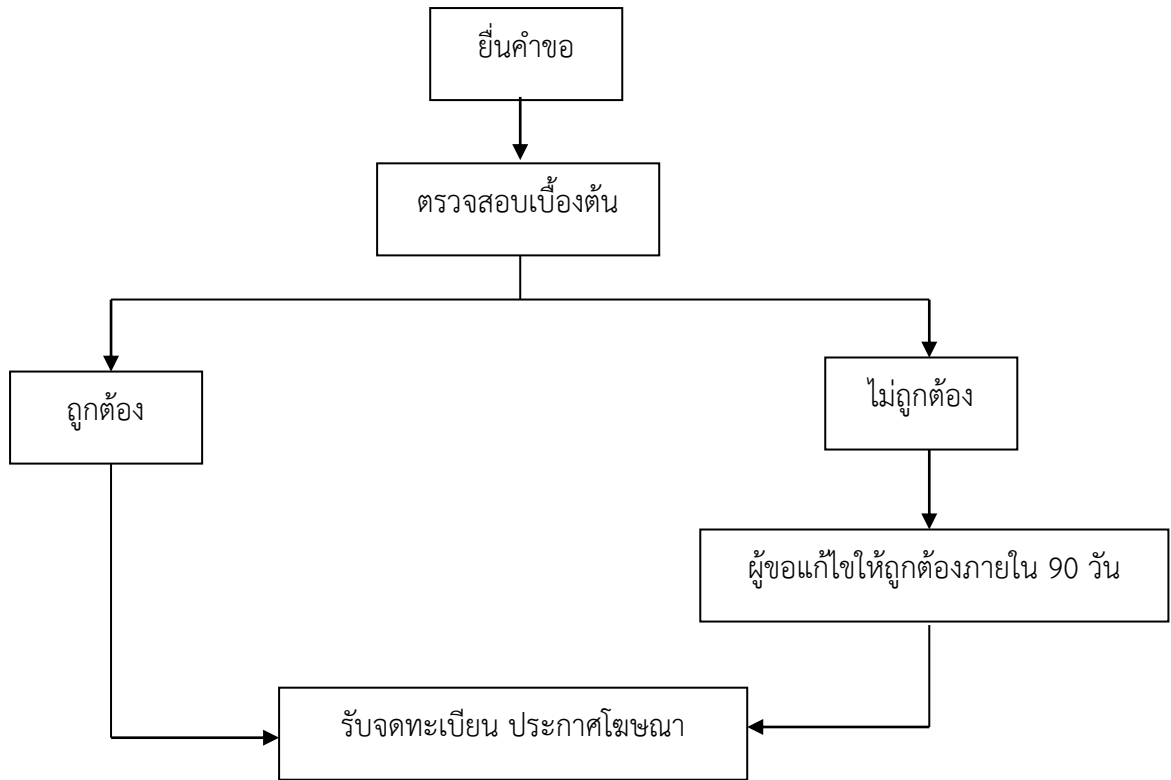 ยื่นคำขอ
ตรวจสอบเบื้องต้น
ถูกต้อง
ไม่ถูกต้อง
ผู้ขอแก้ไขให้ถูกต้องภายใน 90 วัน
รับจดทะเบียน ประกาศโฆษณา